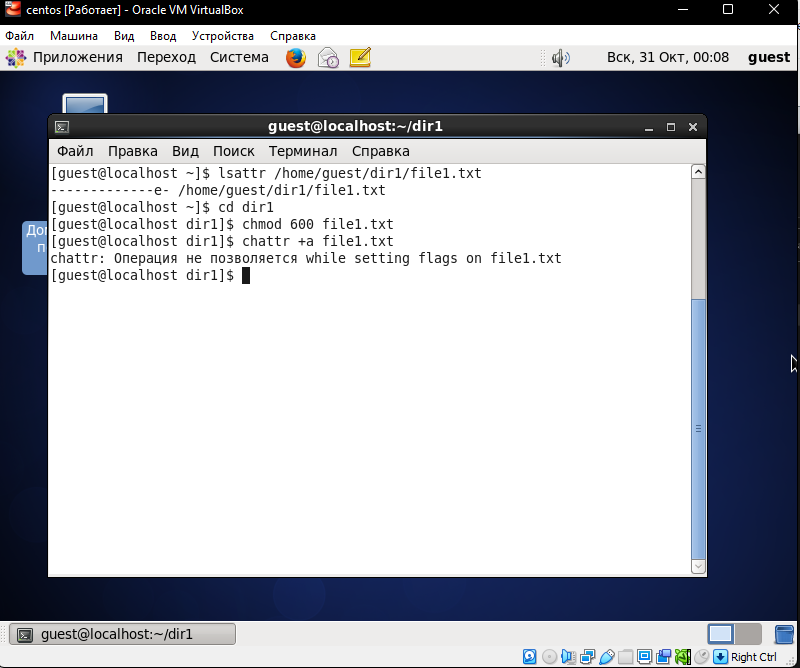 centos [Работает] - Oracle VM VirtualBox
Файл Машина Вид Ввод Устройства Справка
Приложения Переход Система Вск, 31 Окт, 00:08 guest
guest@localhost:~/dir1
Файл Правка Вид Поиск Терминал Справка
[guest@localhost ~]$ lsattr /home/guest/dir1/file1.txt
-------------e- /home/guest/dir1/file1.txt
[guest@localhost ~]$ cd dir1
[guest@localhost dir1]$ chmod 600 file1.txt
[guest@localhost dir1]$ chattr +a file1.txt
chattr: Операция не позволяется while setting flags on file1.txt
[guest@localhost dir1]$
guest@localhost:~/dir1
Right Ctrl